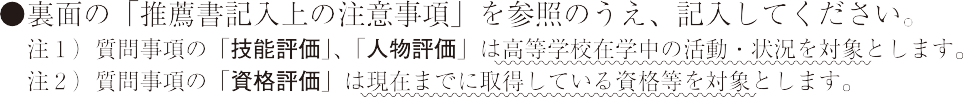 ●裏面の「推薦書記入上の注意事項」を参照のうえ、記入してください。
注1）質問事項の「技能評価」、「人物評価」は高等学校在学中の活動・状況を対象とします。
注2）質問事項の「資格評価」は現在までに取得している資格等を対象とします。